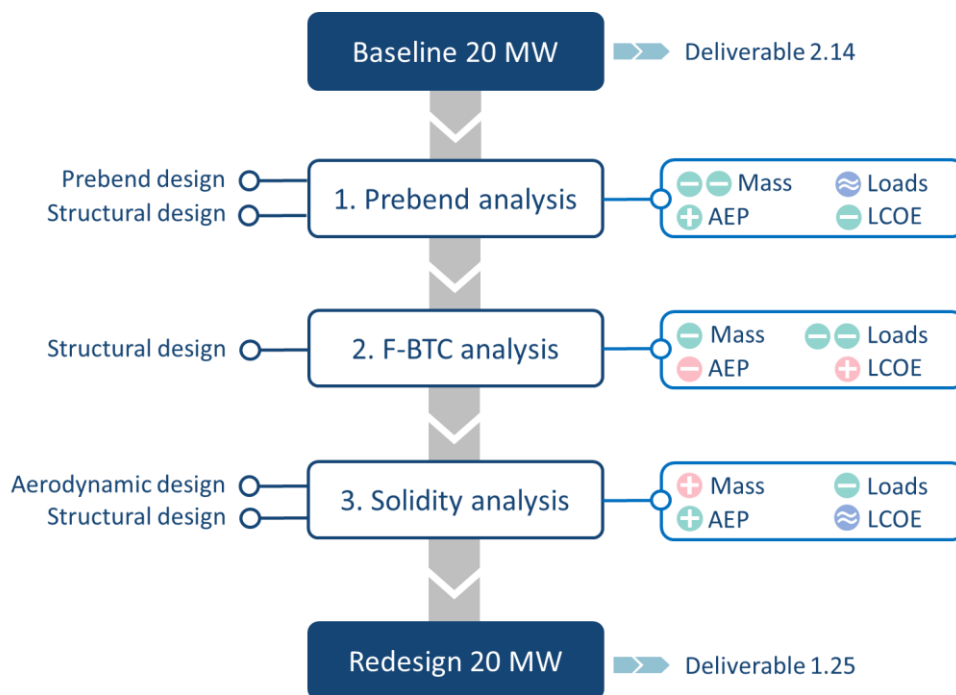 Baseline 20 MW
Deliverable 2.14
Prebend design
Structural design
1. Prebend analysis
Mass
Loads
AEP
LCOE
Structural design
2. F-BTC analysis
Mass
Loads
AEP
LCOE
Aerodynamic design
Structural design
3. Solidity analysis
Mass
Loads
AEP
LCOE
Redesign 20 MW
Deliverable 1.25